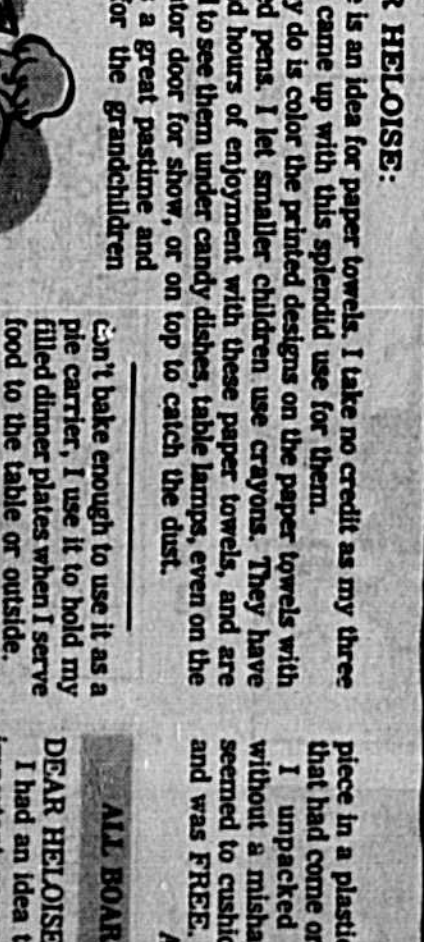 R HELOISE:
e is an idea for paper towels. I take no credit as my three
came up with this splendid use for them.
y do is color the printed designs on the paper towels with
ed pens. I let smaller children use crayons. They have
d hours of enjoyment with these paper towels, and are
d to see them under candy dishes, table lamps, even on the
tor door for show, or on top to catch the dust.
s a great pastime and
for the grandchildren
don't bake enough to use it as a
pie carrier, I use it to hold my
filled dinner plates when I serve
food to the table or outside.
piece in a plasti
that had come o
I unpacked
without a misha
seemed to cushi
and was FREE.
A
ALL BOAR
DEAR HELOISE
I had an idea t